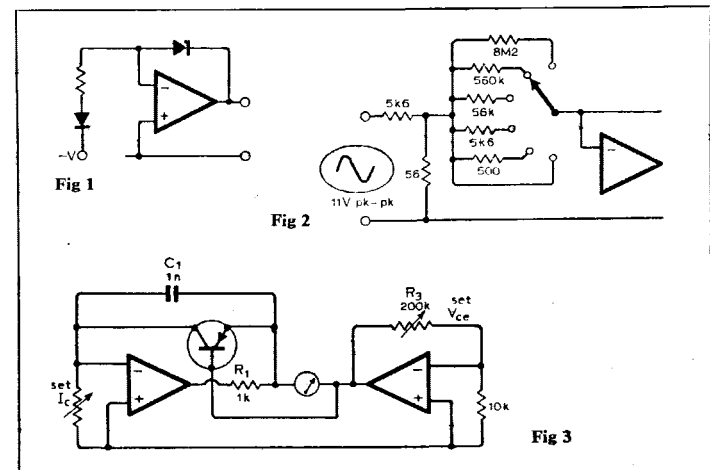 −V
Fig 1
8M2
560k
56k
5k6
500
5k6
56
11V pk-pk
Fig 2
−
+
−
C1
1n
R1
1k
set
Ic
−
+
R3
200k
set
Vce
−
+
10k
Fig 3